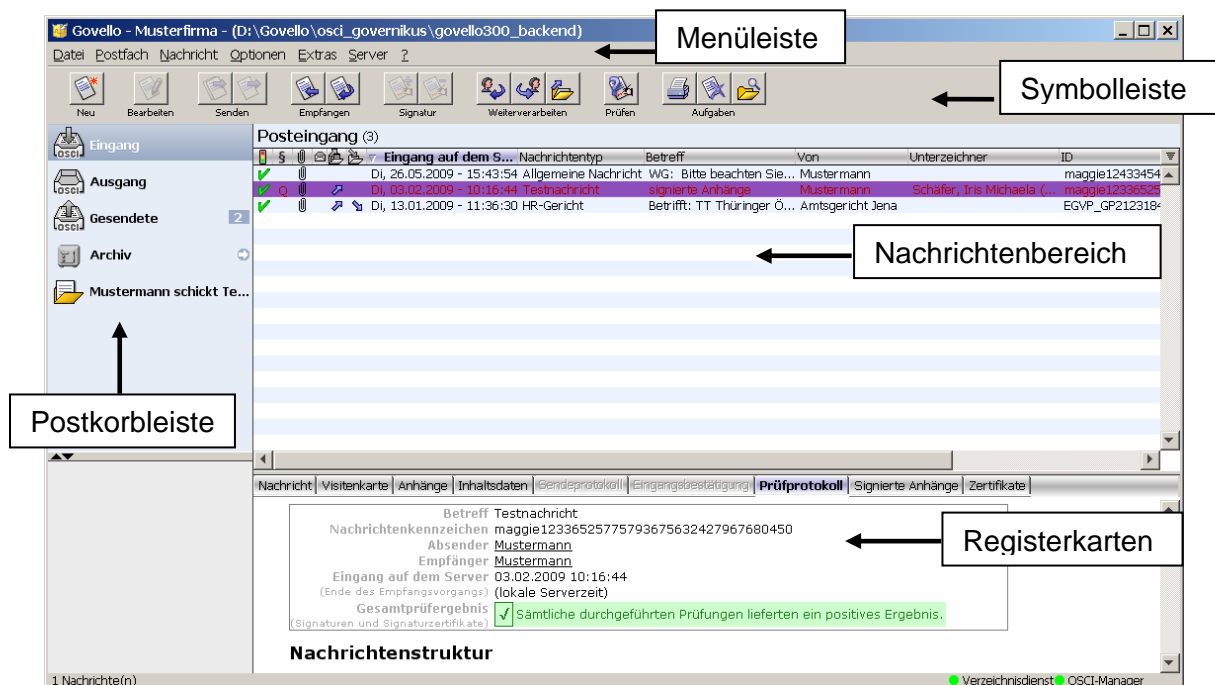 Govello - Musterfirma - (D:\Govello\osci_governikus\govello300_backend)
Menüleiste
Datei Postfach Nachricht Optionen Extras Server ?
Symbolleiste
Neu Bearbeiten Senden Empfangen Signatur Weiterverarbeiten Prüfen Aufgaben
Posteingang (3)
osci Eingang
§ Eingang auf dem S... Nachrichtentyp Betreff Von Unterzeichner ID
Di, 26.05.2009 - 15:43:54 Allgemeine Nachricht WG: Bitte beachten Sie... Mustermann maggie12433454
Q Di, 03.02.2009 - 10:16:44 Testnachricht signierte Anhänge Mustermann Schäfer, Iris Michaela (... maggie12336525
Di, 13.01.2009 - 11:36:30 HR-Gericht Betrifft: TT Thüringer Ö... Amtsgericht Jena EGVP_GP2123184
osci Ausgang
osci Gesendete 2
Archiv
Mustermann schickt Te...
Nachrichtenbereich
Postkorbleiste
Nachricht Visitenkarte Anhänge Inhaltsdaten Sendeprotokoll Eingangsbestätigung Prüfprotokoll Signierte Anhänge Zertifikate
Betreff Testnachricht
Nachrichtenkennzeichen maggie12336525775793675632427967680450
Absender Mustermann
Empfänger Mustermann
Eingang auf dem Server 03.02.2009 10:16:44
(Ende des Empfangsvorgangs) (lokale Serverzeit)
Gesamtprüfergebnis
(Signaturen und Signaturzertifikate) Sämtliche durchgeführten Prüfungen lieferten ein positives Ergebnis.
Registerkarten
Nachrichtenstruktur
1 Nachrichte(n)
Verzeichnisdienst OSCI-Manager